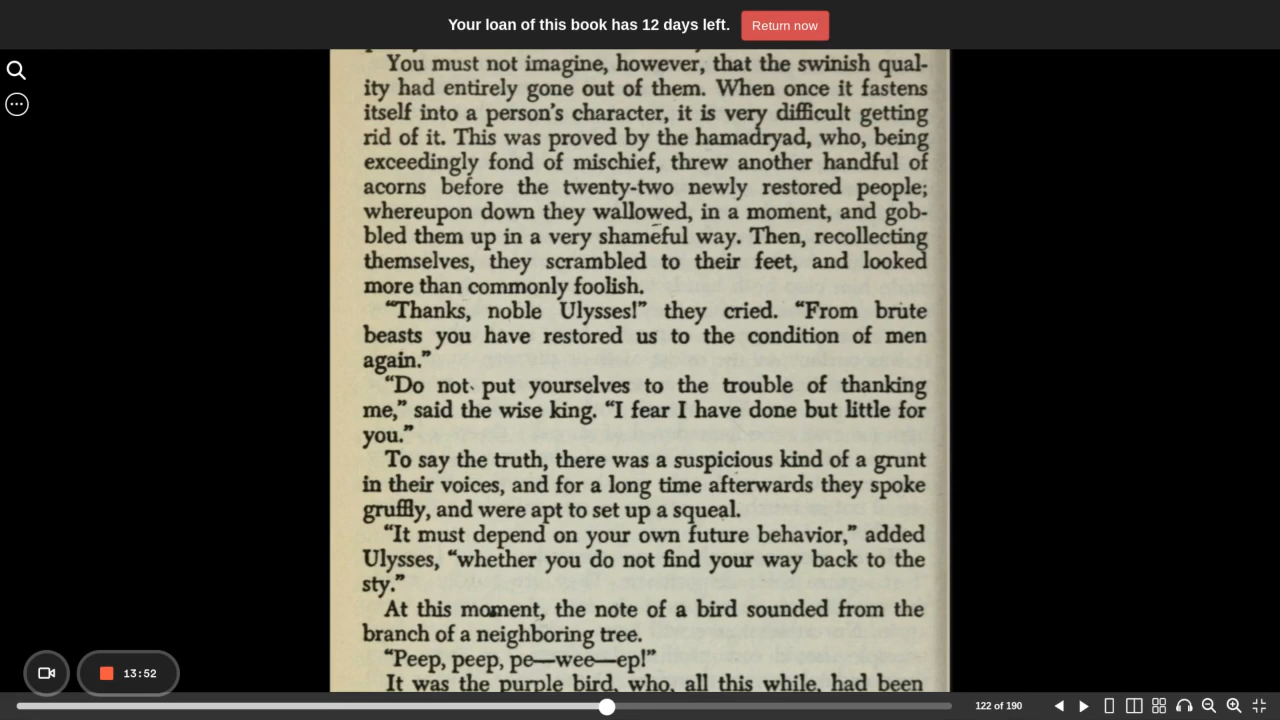 Your loan of this book has 12 days left. Return now
You must not imagine, however, that the swinish qual-
ity had entirely gone out of them. When once it fastens
itself into a person's character, it is very difficult getting
rid of it. This was proved by the hamadryad, who, being
exceedingly fond of mischief, threw another handful of
acorns before the twenty-two newly restored people;
whereupon down they wallowed, in a moment, and gob-
bled them up in a very shameful way. Then, recollecting
themselves, they scrambled to their feet, and looked
more than commonly foolish.
“Thanks, noble Ulysses!” they cried. “From brute
beasts you have restored us to the condition of men
again.”
“Do not put yourselves to the trouble of thanking
me,” said the wise king. “I fear I have done but little for
you.”
To say the truth, there was a suspicious kind of a grunt
in their voices, and for a long time afterwards they spoke
gruffly, and were apt to set up a squeal.
“It must depend on your own future behavior,” added
Ulysses, “whether you do not find your way back to the
sty.”
At this moment, the note of a bird sounded from the
branch of a neighboring tree.
“Peep, peep, pe—wee—ep!”
It was the purple bird, who, all this while, had been
13:52
122 of 190